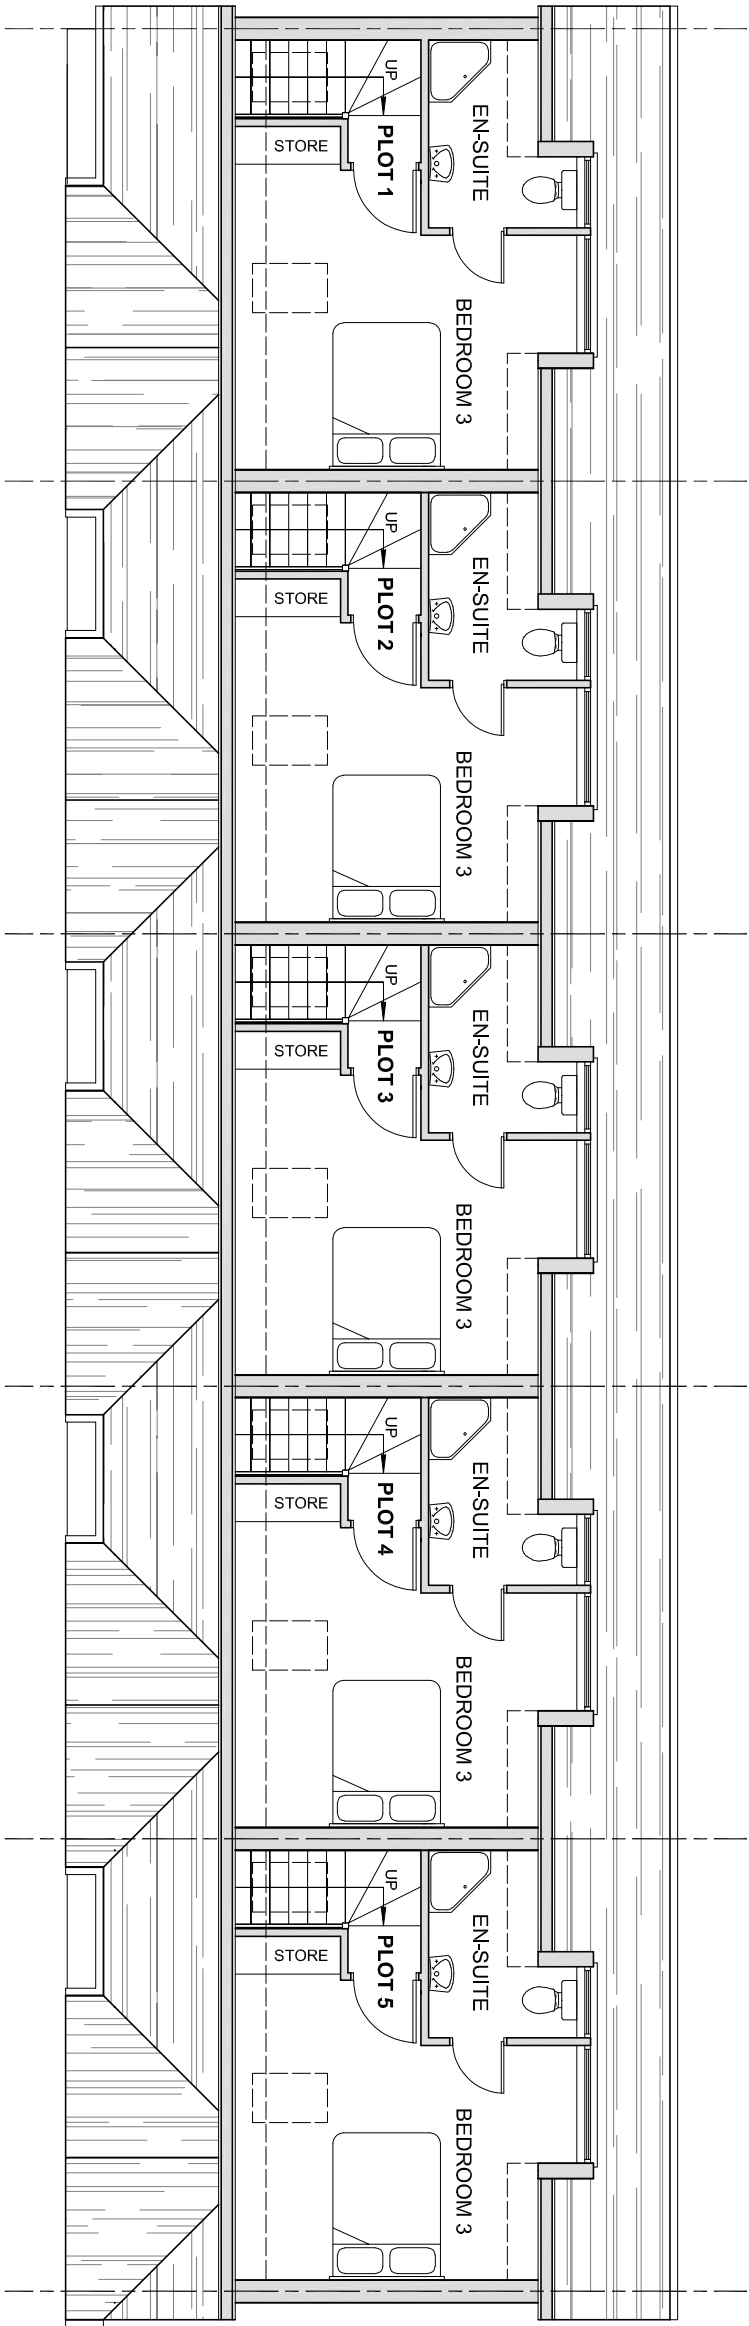 UP
EN-SUITE
PLOT 1
STORE
BEDROOM 3
UP
EN-SUITE
PLOT 2
STORE
BEDROOM 3
UP
EN-SUITE
PLOT 3
STORE
BEDROOM 3
UP
EN-SUITE
PLOT 4
STORE
BEDROOM 3
UP
EN-SUITE
PLOT 5
STORE
BEDROOM 3